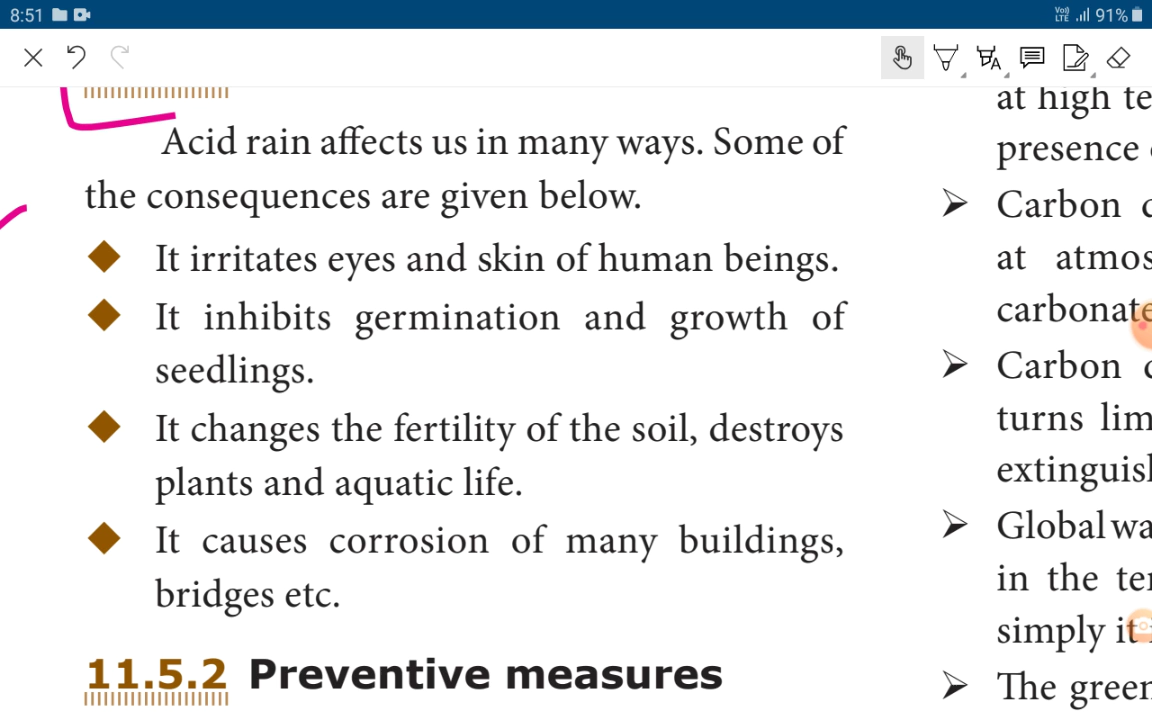 8:51
Vo)) LTE 91%
Acid rain affects us in many ways. Some of
the consequences are given below.
It irritates eyes and skin of human beings.
It inhibits germination and growth of
seedlings.
It changes the fertility of the soil, destroys
plants and aquatic life.
It causes corrosion of many buildings,
bridges etc.
11.5.2 Preventive measures
at high
presence
Carbon
at atmos
carbonate
Carbon
turns lim
extinguish
Global wa
in the
simply it
The green